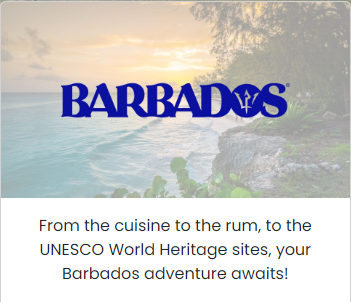 BARBADOS
From the cuisine to the rum, to the
UNESCO World Heritage sites, your
Barbados adventure awaits!